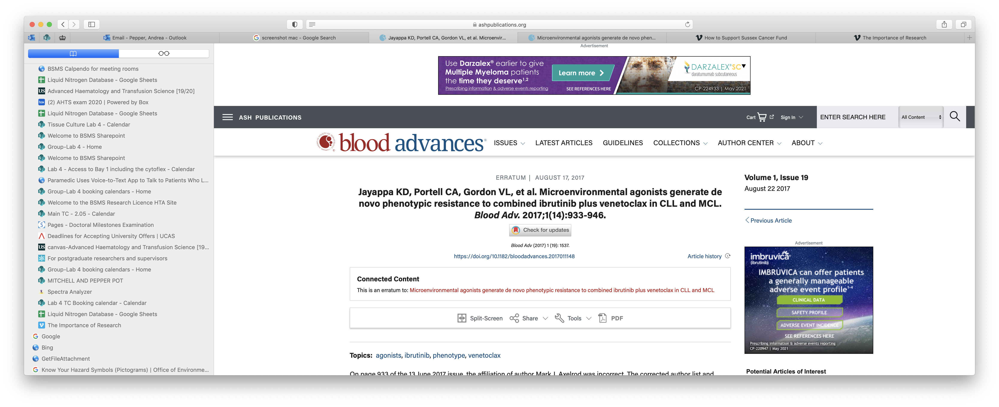 ashpublications.org
Email - Pepper, Andrea - Outlook
screenshot mac - Google Search
Jayappa KD, Portell CA, Gordon VL, et al. Microenvir...
Microenvironmental agonists generate de novo phen...
How to Support Sussex Cancer Fund
The Importance of Research
BSMS Calpendo for meeting rooms
Liquid Nitrogen Database - Google Sheets
Advanced Haematology and Transfusion Science [19/20]
(2) AHTS exam 2020 | Powered by Box
Liquid Nitrogen Database - Google Sheets
Tissue Culture Lab 4 - Calendar
Welcome to BSMS Sharepoint
Group-Lab 4 - Home
Welcome to BSMS Sharepoint
Lab 4 - Access to Bay 1 including the cytoflex - Calendar
Paramedic Uses Voice-to-Text App to Talk to Patients Who L...
Group-Lab 4 booking calendars - Home
Welcome to the BSMS Research Licence HTA Site
Main TC - 2.05 - Calendar
Pages - Doctoral Milestones Examination
Deadlines for Accepting University Offers | UCAS
canvas-Advanced Haematology and Transfusion Science [19...
For postgraduate researchers and supervisors
Group-Lab 4 booking calendars - Home
MITCHELL AND PEPPER POT
Spectra Analyzer
Lab 4 TC Booking calendar - Calendar
Liquid Nitrogen Database - Google Sheets
The Importance of Research
Google
Bing
GetFileAttachment
Know Your Hazard Symbols (Pictograms) | Office of Environme...
Advertisement
Use Darzalex® earlier to give
Multiple Myeloma patients
the time they deserve1,2
Prescribing information & adverse events reporting
Learn more
SEE REFERENCES HERE
DARZALEX®SC
daratumumab subcutaneous
CP-224933 | May 2021
ASH PUBLICATIONS
Cart
Sign In
ENTER SEARCH HERE
All Content
blood advances®
ISSUES
LATEST ARTICLES
GUIDELINES
COLLECTIONS
AUTHOR CENTER
ABOUT
ERRATUM | AUGUST 17, 2017
Jayappa KD, Portell CA, Gordon VL, et al. Microenvironmental agonists generate de
novo phenotypic resistance to combined ibrutinib plus venetoclax in CLL and MCL.
Blood Adv. 2017;1(14):933-946.
Check for updates
Blood Adv (2017) 1 (19): 1537.
https://doi.org/10.1182/bloodadvances.2017011148
Article history
Connected Content
This is an erratum to: Microenvironmental agonists generate de novo phenotypic resistance to combined ibrutinib plus venetoclax in CLL and MCL
Split-Screen
Share
Tools
PDF
Topics: agonists, ibrutinib, phenotype, venetoclax
On page 933 of the 13 June 2017 issue, the affiliation of author Mark J. Axelrod was incorrect. The corrected author list and
Volume 1, Issue 19
August 22 2017
Previous Article
Advertisement
imbruvica
(ibrutinib)
IMBRUVICA can offer patients
a generally manageable
adverse event profile1-4
CLINICAL DATA
SAFETY PROFILE
ADVERSE EVENT INCIDENCE
SEE REFERENCES HERE
Prescribing information & adverse events reporting
CP-220947 | May 2021
Potential Articles of Interest